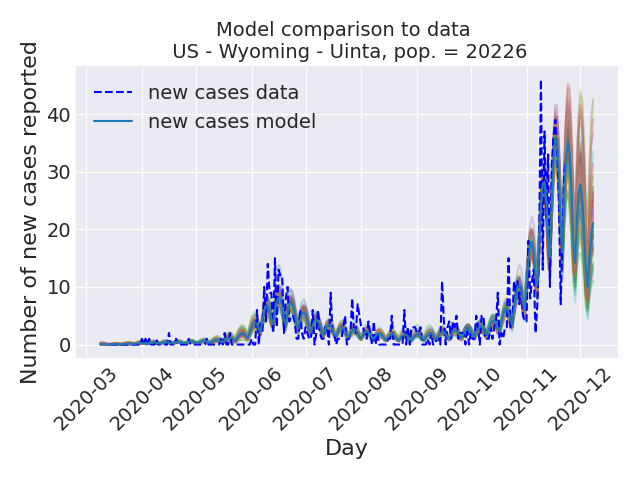 Model comparison to data
US - Wyoming - Uinta, pop. = 20226
Number of new cases reported
40
30
20
10
0
new cases data
new cases model
2020-03
2020-04
2020-05
2020-06
2020-07
2020-08
2020-09
2020-10
2020-11
2020-12
Day